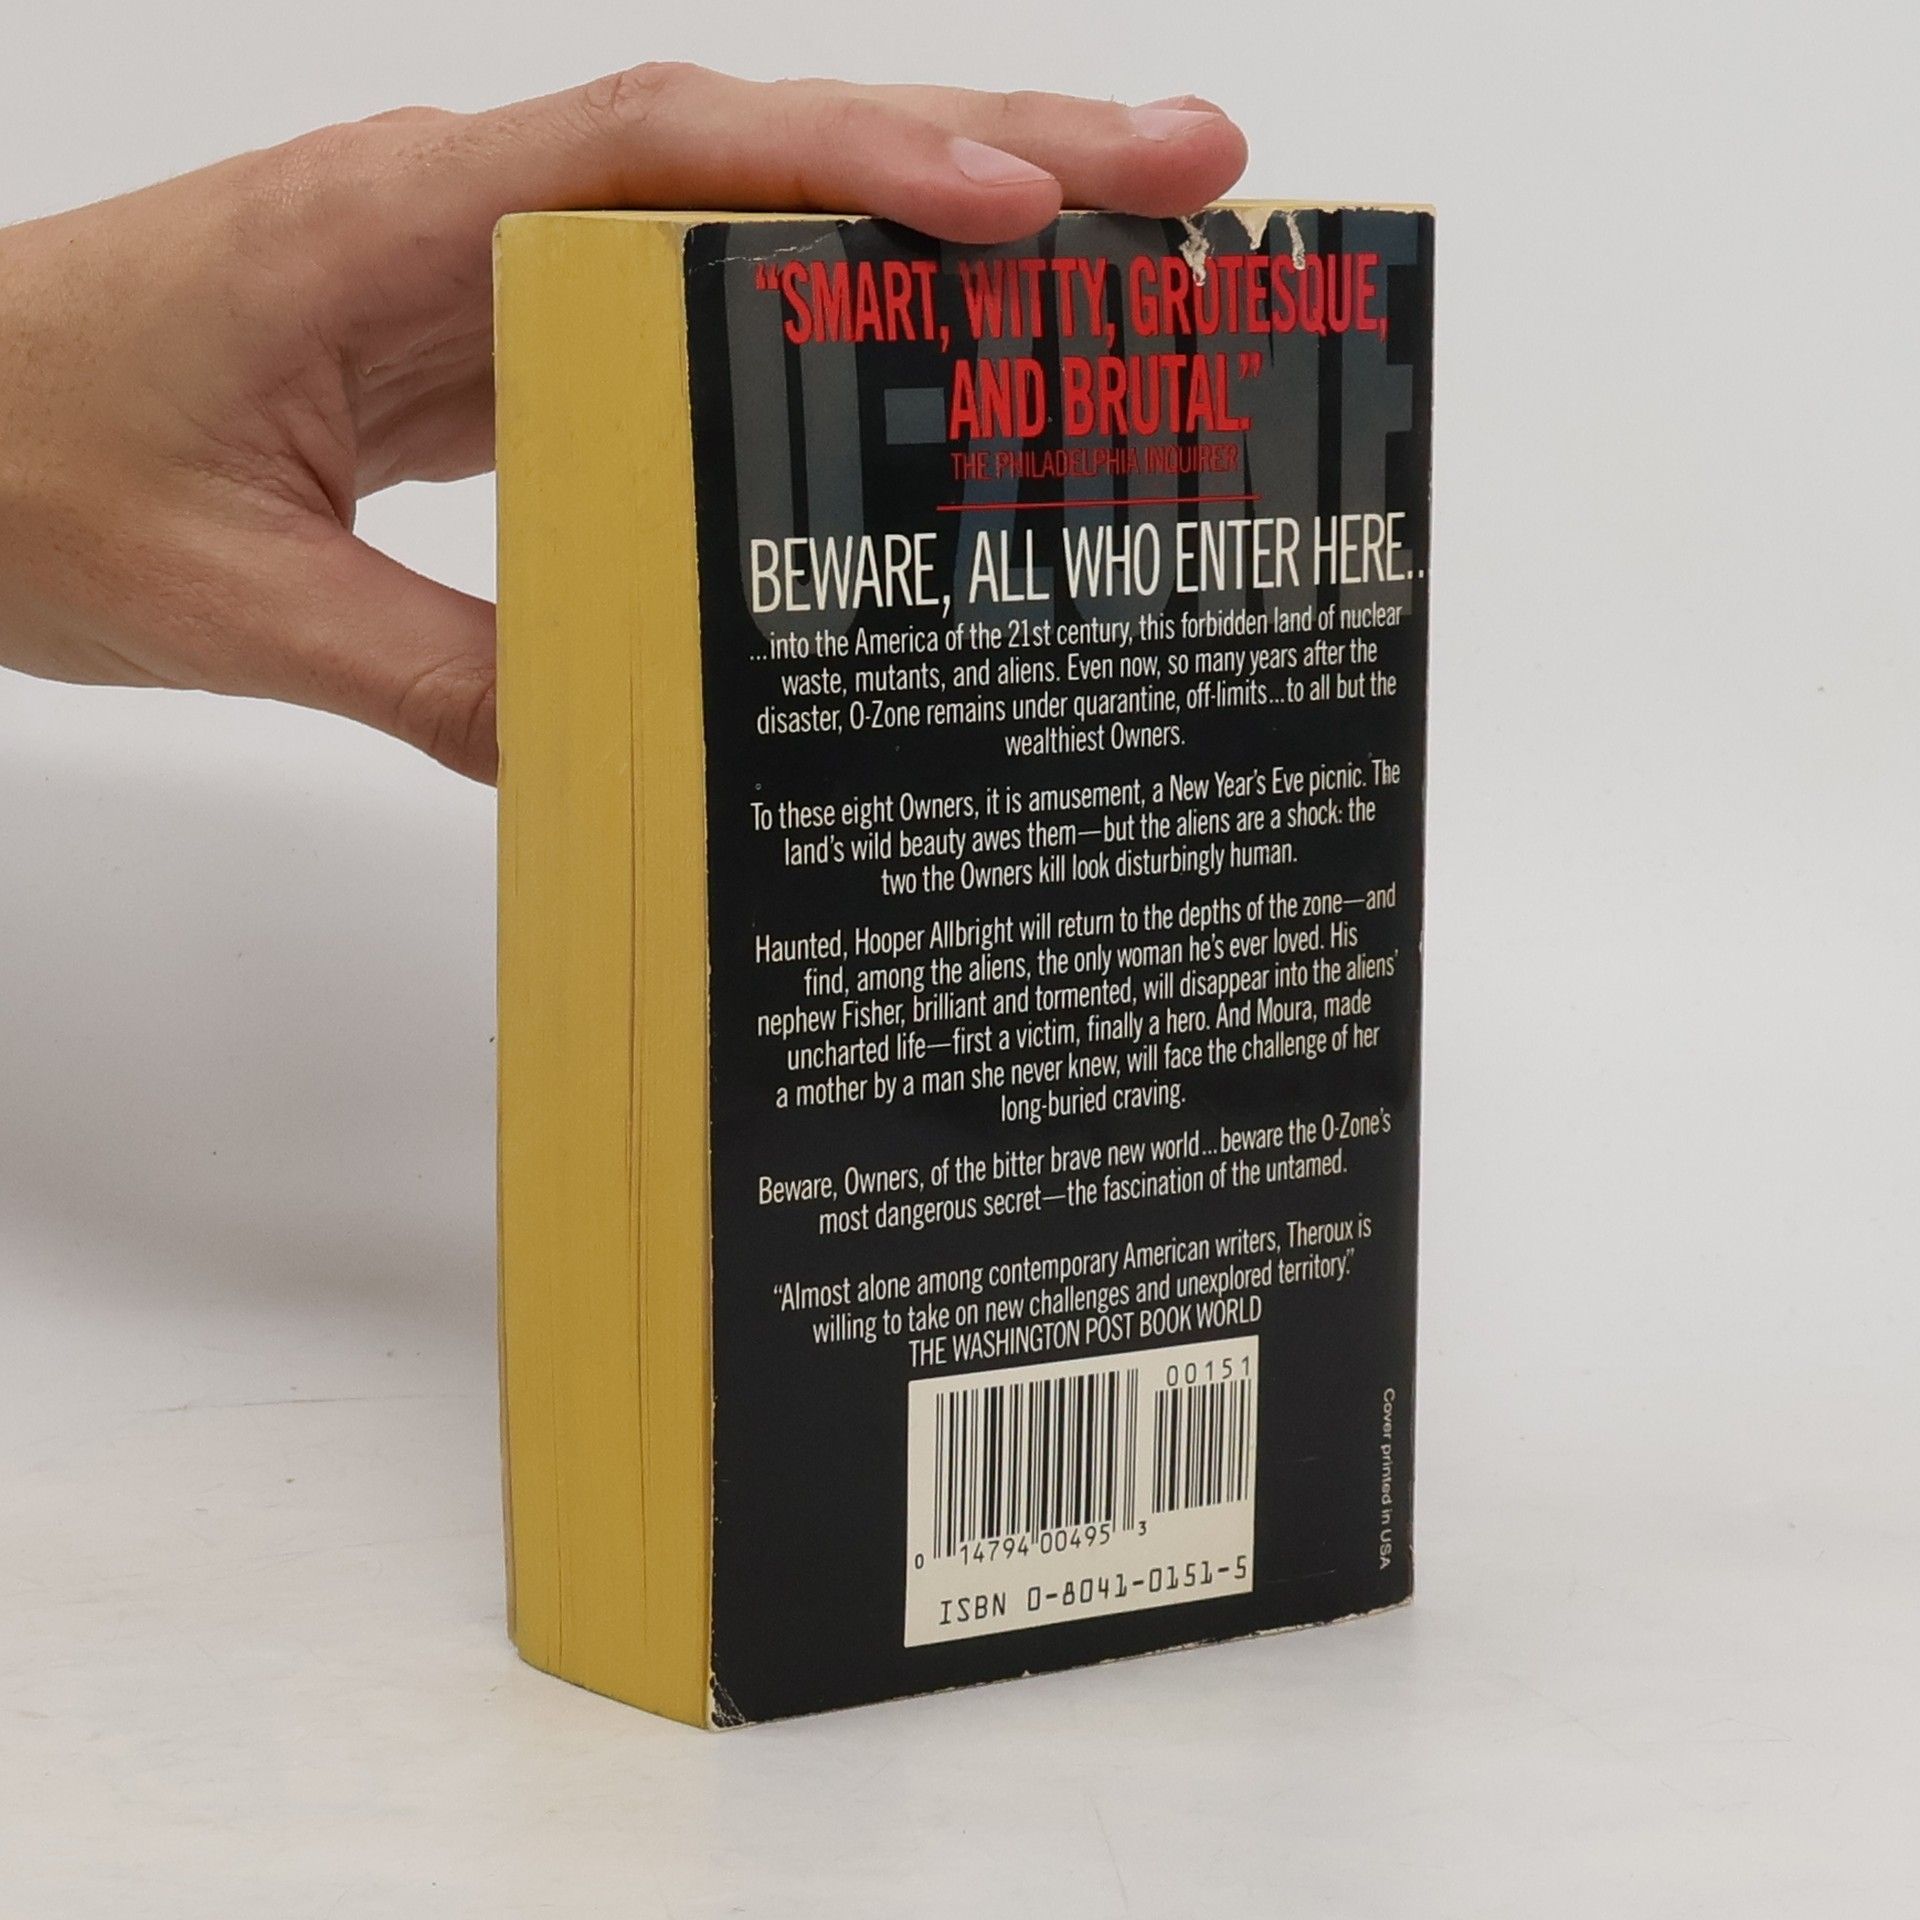 O-ZONE
“SMART, WITTY, GROTESQUE,
AND BRUTAL.”
THE PHILADELPHIA INQUIRER
BEWARE, ALL WHO ENTER HERE..
...into the America of the 21st century, this forbidden land of nuclear
waste, mutants, and aliens. Even now, so many years after the
disaster, O-Zone remains under quarantine, off-limits...to all but the
wealthiest Owners.
To these eight Owners, it is amusement, a New Year's Eve picnic. The
land's wild beauty awes them—but the aliens are a shock: the
two the Owners kill look disturbingly human.
Haunted, Hooper Allbright will return to the depths of the zone—and
find, among the aliens, the only woman he's ever loved. His
nephew Fisher, brilliant and tormented, will disappear into the aliens'
uncharted life—first a victim, finally a hero. And Moura, made
a mother by a man she never knew, will face the challenge of her
long-buried craving.
Beware, Owners, of the bitter brave new world...beware the O-Zone's
most dangerous secret—the fascination of the untamed.
“Almost alone among contemporary American writers, Theroux is
willing to take on new challenges and unexplored territory.”
THE WASHINGTON POST BOOK WORLD
00151
0 14794 00495 3
ISBN 0-8041-0151-5
Cover printed in USA